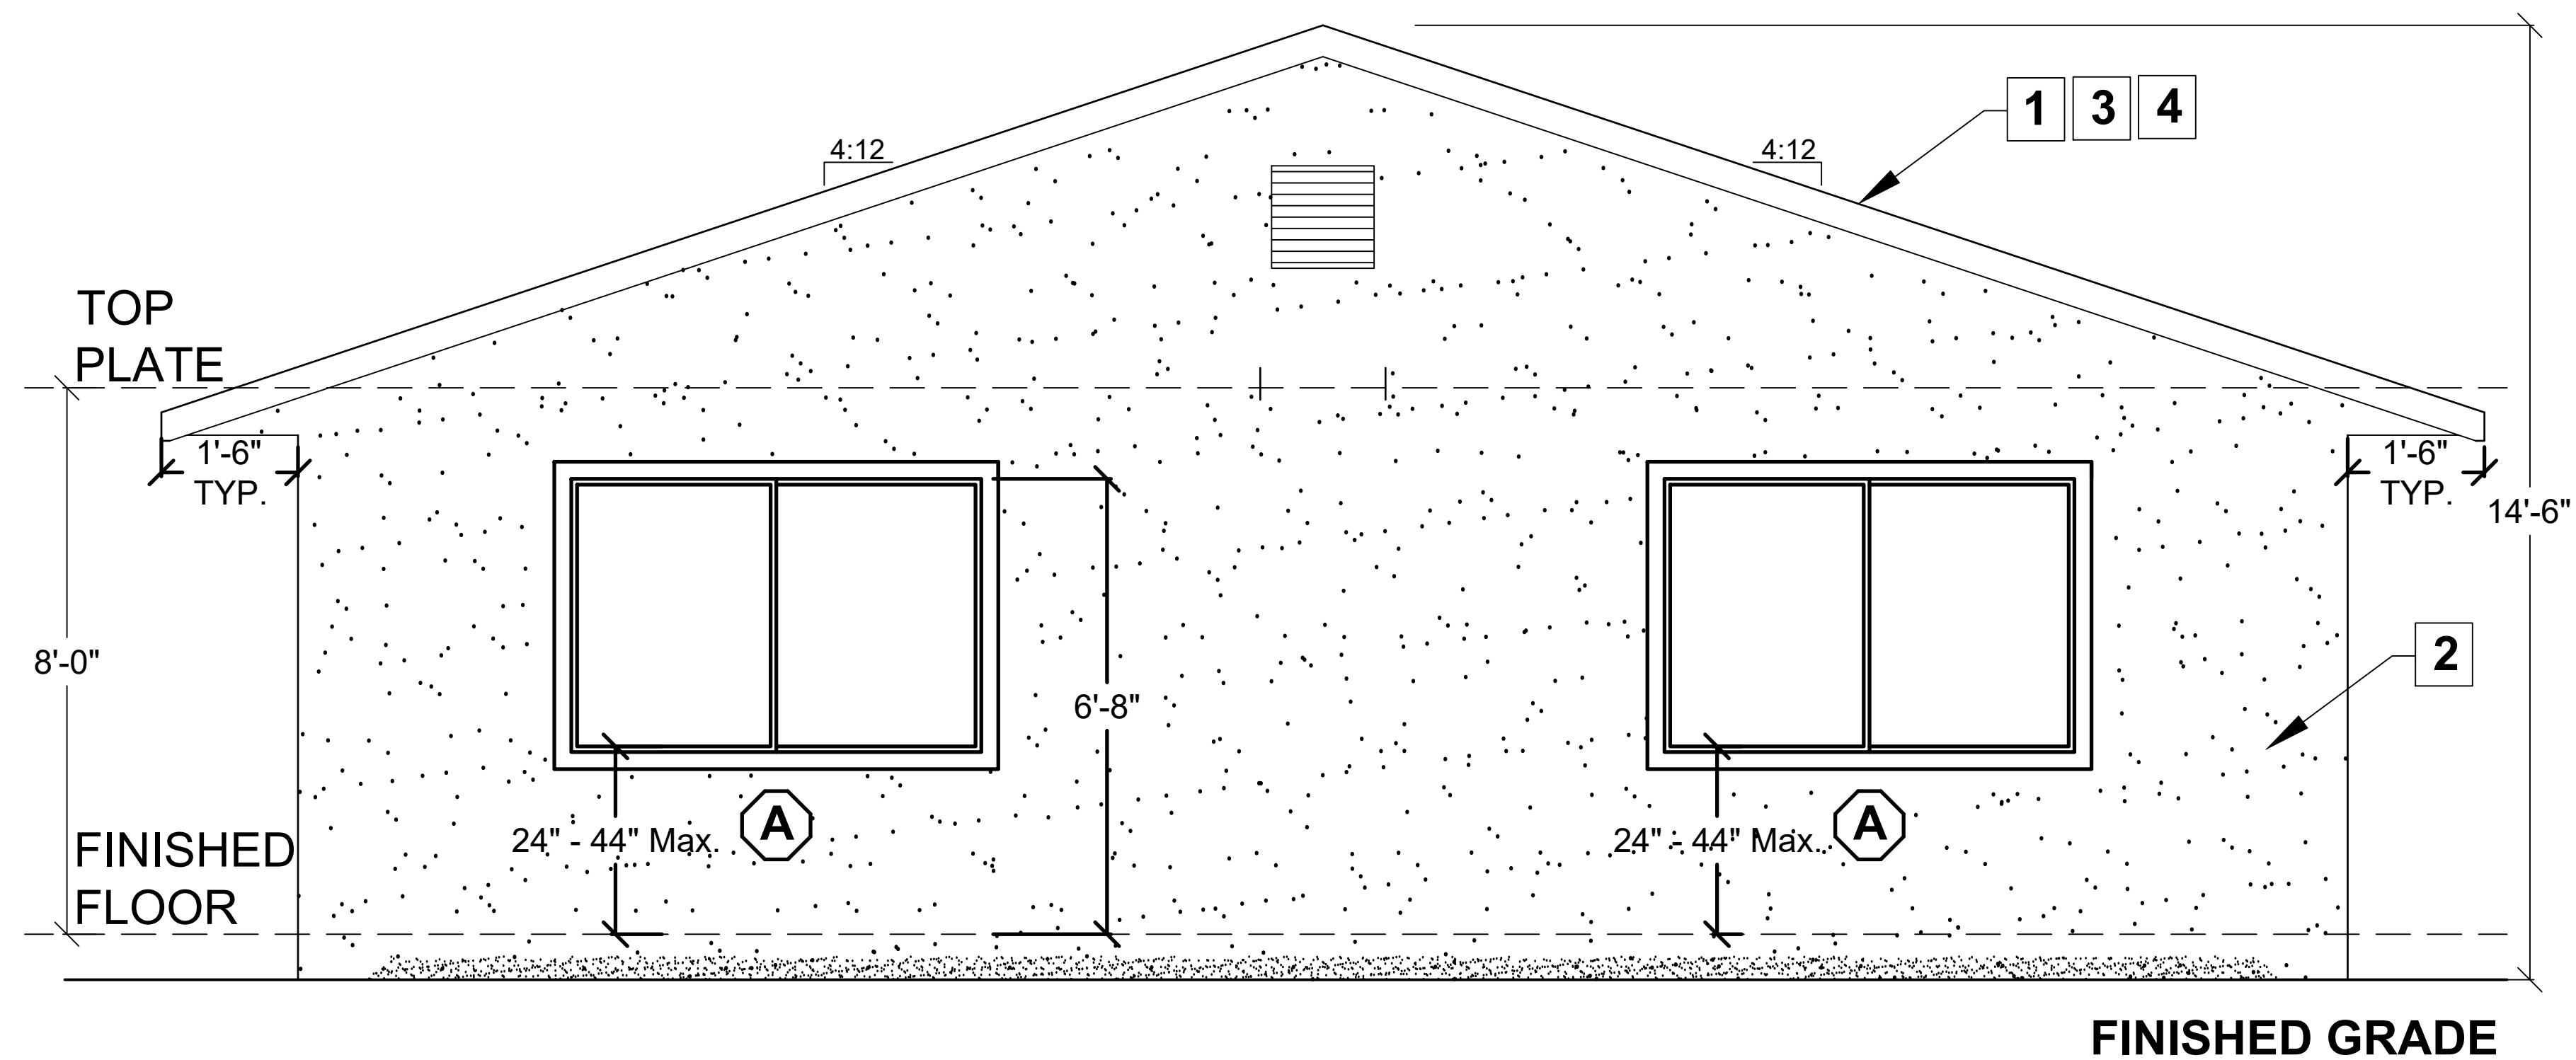 1 3 4
4:12
4:12
TOP
PLATE
1'-6"
TYP.
1'-6"
TYP.
14'-6"
8'-0"
2
6'-8"
24" - 44" Max.
A
24" - 44" Max.
A
FINISHED
FLOOR
FINISHED GRADE